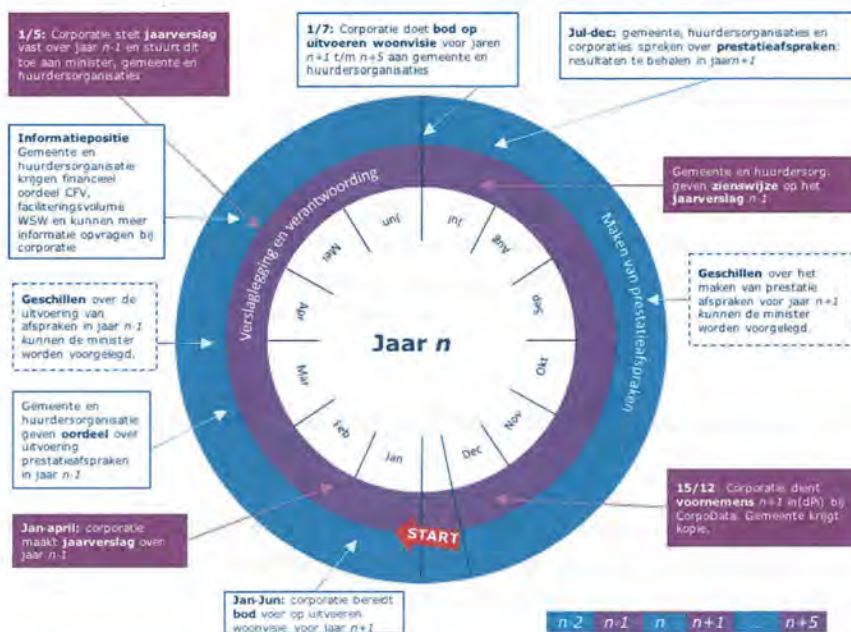 1/5: Corporatie stelt jaarverslag
vast over jaar n-1 en stuurt dit
toe aan minister, gemeente en
huurdersorganisaties
1/7: Corporatie doet bod op
uitvoeren woonvisie voor jaren
n+1 t/m n+5 aan gemeente en
huurdersorganisaties
Jul-dec: gemeente, huurdersorganisaties en
corporaties spreken over prestatieafspraken:
resultaten te behalen in jaar n+1
Informatiepositie
Gemeente en
huurdersorganisatie
krijgen financieel
oordeel CFV,
faciliteringsvolume
WSW en kunnen meer
informatie opvragen bij
corporatie
Gemeente en huurdersorg.
geven zienswijze op het
jaarverslag n-1
Geschillen over de
uitvoering van
afspraken in jaar n-1
kunnen de minister
worden voorgelegd.
Geschillen over het
maken van prestatie
afspraken voor jaar n+1
kunnen de minister
worden voorgelegd.
Gemeente en
huurdersorganisatie
geven oordeel over
uitvoering
prestatieafspraken
in jaar n-1
Jan-april: corporatie
maakt jaarverslag over
jaar n-1
15/12: Corporatie dient
voornemens n+1 in(dPi) bij
CorpoData. Gemeente krijgt
kopie.
Jan-Jun: corporatie bereidt
bod voor op uitvoeren
woonvisie voor jaar n+1
Verslaglegging en verantwoording
Maken van prestatieafspraken
Jaar n
Jan
Feb
Mar
Apr
Mei
Jun
Jul
Aug
Sep
Okt
Nov
Dec
START
n-2 n-1 n n+1 ... n+5